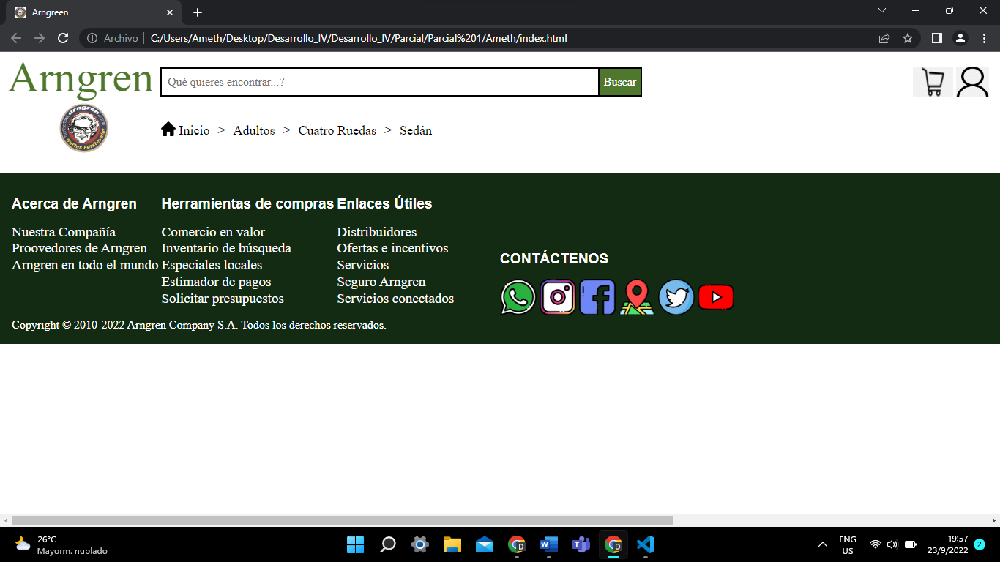 Arngreen
Archivo
C:/Users/Ameth/Desktop/Desarrollo_IV/Desarrollo_IV/Parcial/Parcial%201/Ameth/index.html
Arngren
Qué quieres encontrar...?
Buscar
Inicio > Adultos > Cuatro Ruedas > Sedán
Acerca de Arngren
Nuestra Compañía
Proovedores de Arngren
Arngren en todo el mundo
Herramientas de compras
Comercio en valor
Inventario de búsqueda
Especiales locales
Estimador de pagos
Solicitar presupuestos
Enlaces Útiles
Distribuidores
Ofertas e incentivos
Servicios
Seguro Arngren
Servicios conectados
CONTÁCTENOS
Copyright © 2010-2022 Arngren Company S.A. Todos los derechos reservados.
26°C
Mayorm. nublado
ENG
US
19:57
23/9/2022
2